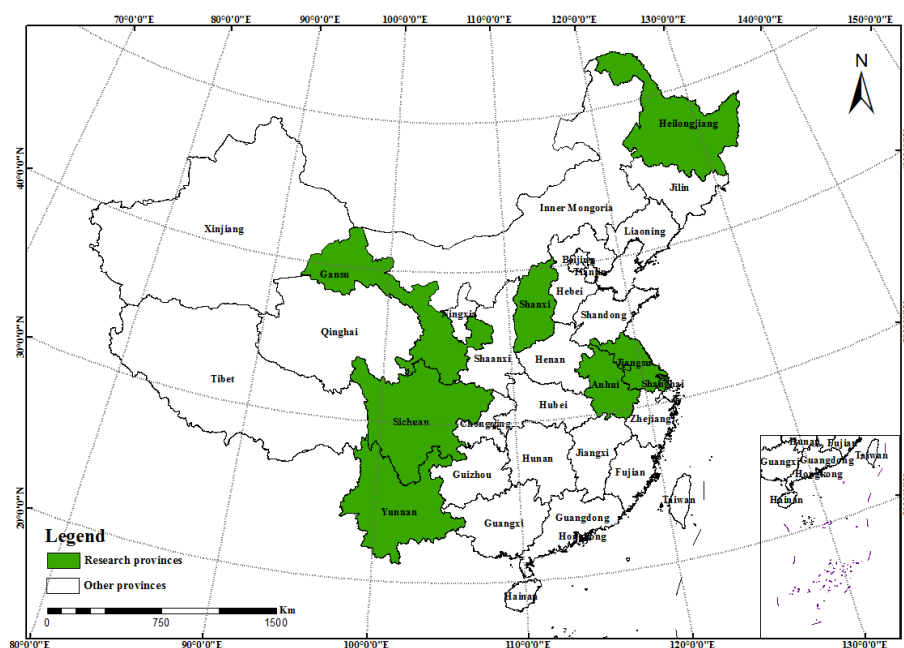 70°0'0"E 80°0'0"E 90°0'0"E 100°0'0"E 110°0'0"E 120°0'0"E 130°0'0"E 140°0'0"E 150°0'0"E
N
Heilongjiang
40°0'0"N
Jilin
Inner Mongoria
Xinjiang
Liaoning
Beijing
Tianjin
Gansu
Hebei
Shanxi
Ningxia
Shandong
30°0'0"N
Qinghai
Shaanxi
Henan
Jiangsu
Tibet
Anhui
Shanghai
Hubei
Zhejiang
Sichuan
Chongqing
Hunan
Jiangxi
Guizhou
Fujian
Hunan Fujian
Taiwan
Guangxi Guangdong
Hongkong
Hainan
20°0'0"N
Taiwan
Yunnan
Guangxi
Guangdong
Hongkong
Hainan
Legend
Research provinces
Other provinces
Km
0 750 1500
80°0'0"E 90°0'0"E 100°0'0"E 110°0'0"E 120°0'0"E 130°0'0"E